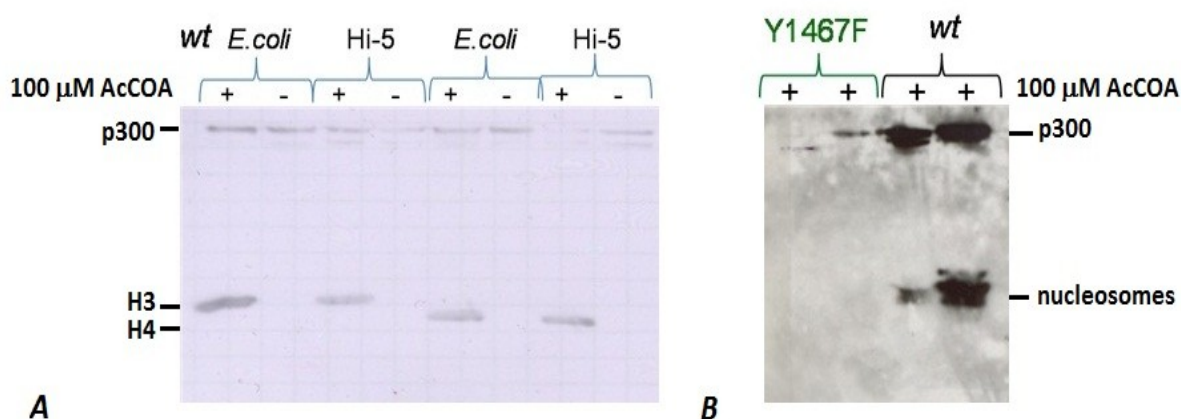 wt E.coli Hi-5 E.coli Hi-5
100 µM AcCOA + - + - + - + -
p300
H3
H4
A
Y1467F wt
+ + + + 100 µM AcCOA
p300
nucleosomes
B